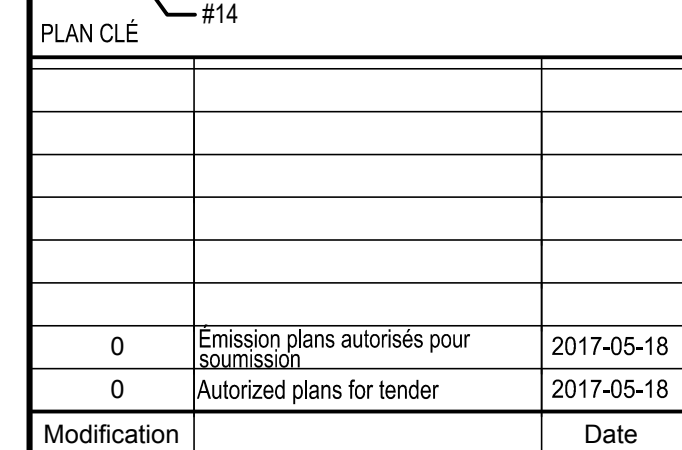 #14
PLAN CLÉ
0 Émission plans autorisés pour
soumission 2017-05-18
0 Autorized plans for tender 2017-05-18
Modification Date